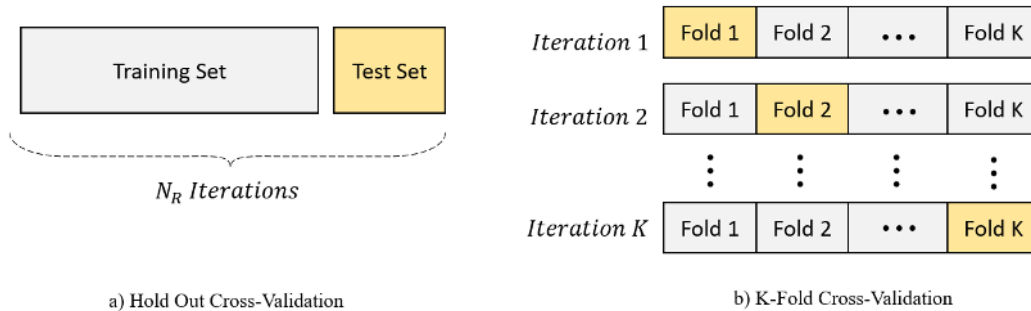 Training Set
Test Set
N_R Iterations
a) Hold Out Cross-Validation
Iteration 1 Fold 1 Fold 2 ••• Fold K
Iteration 2 Fold 1 Fold 2 ••• Fold K
Iteration K Fold 1 Fold 2 ••• Fold K
b) K-Fold Cross-Validation